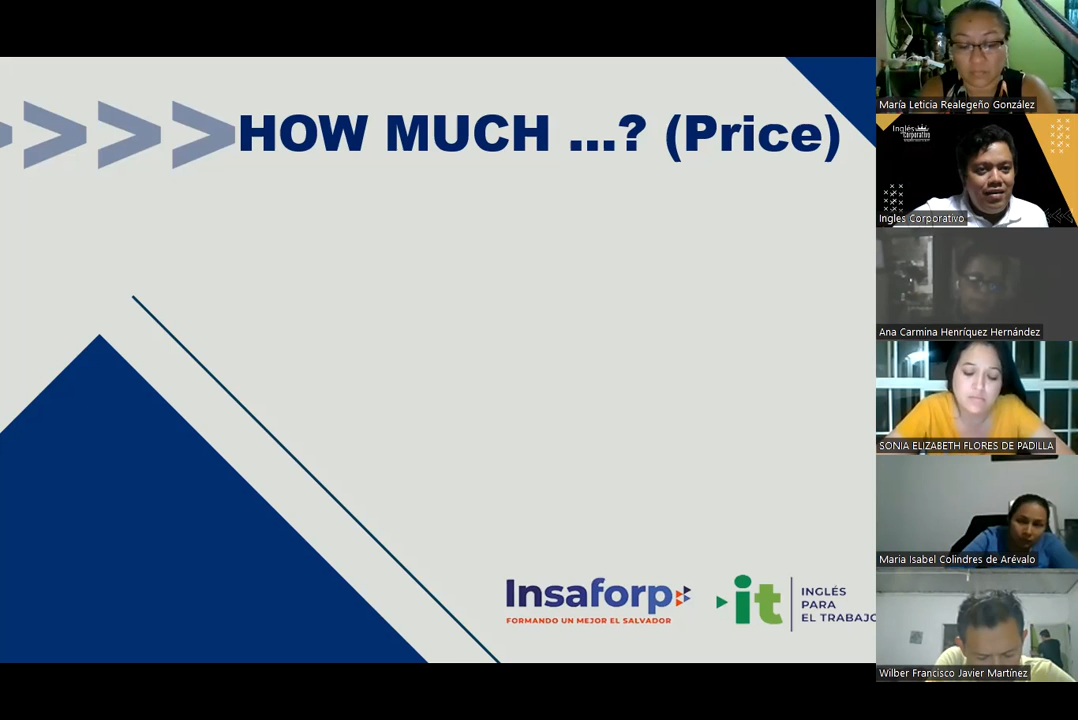 HOW MUCH ...? (Price)
Insaforp
FORMANDO UN MEJOR EL SALVADOR
it
INGLÉS
PARA
EL TRABAJO
María Leticia Realegeño González
Inglés
Corporativo
Ingles Corporativo
Ana Carmina Henríquez Hernández
SONIA ELIZABETH FLORES DE PADILLA
Maria Isabel Colindres de Arévalo
Wilber Francisco Javier Martínez